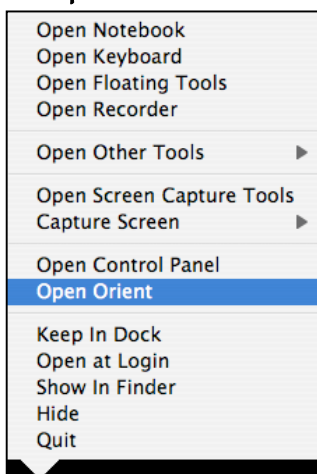 Open Notebook
Open Keyboard
Open Floating Tools
Open Recorder
Open Other Tools
Open Screen Capture Tools
Capture Screen
Open Control Panel
Open Orient
Keep In Dock
Open at Login
Show In Finder
Hide
Quit